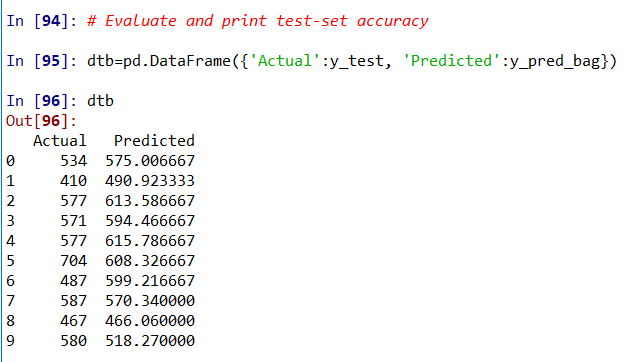 In [94]: # Evaluate and print test-set accuracy
In [95]: dtb=pd.DataFrame({'Actual':y_test, 'Predicted':y_pred_bag})
In [96]: dtb
Out[96]:
Actual Predicted
0 534 575.006667
1 410 490.923333
2 577 613.586667
3 571 594.466667
4 577 615.786667
5 704 608.326667
6 487 599.216667
7 587 570.340000
8 467 466.060000
9 580 518.270000